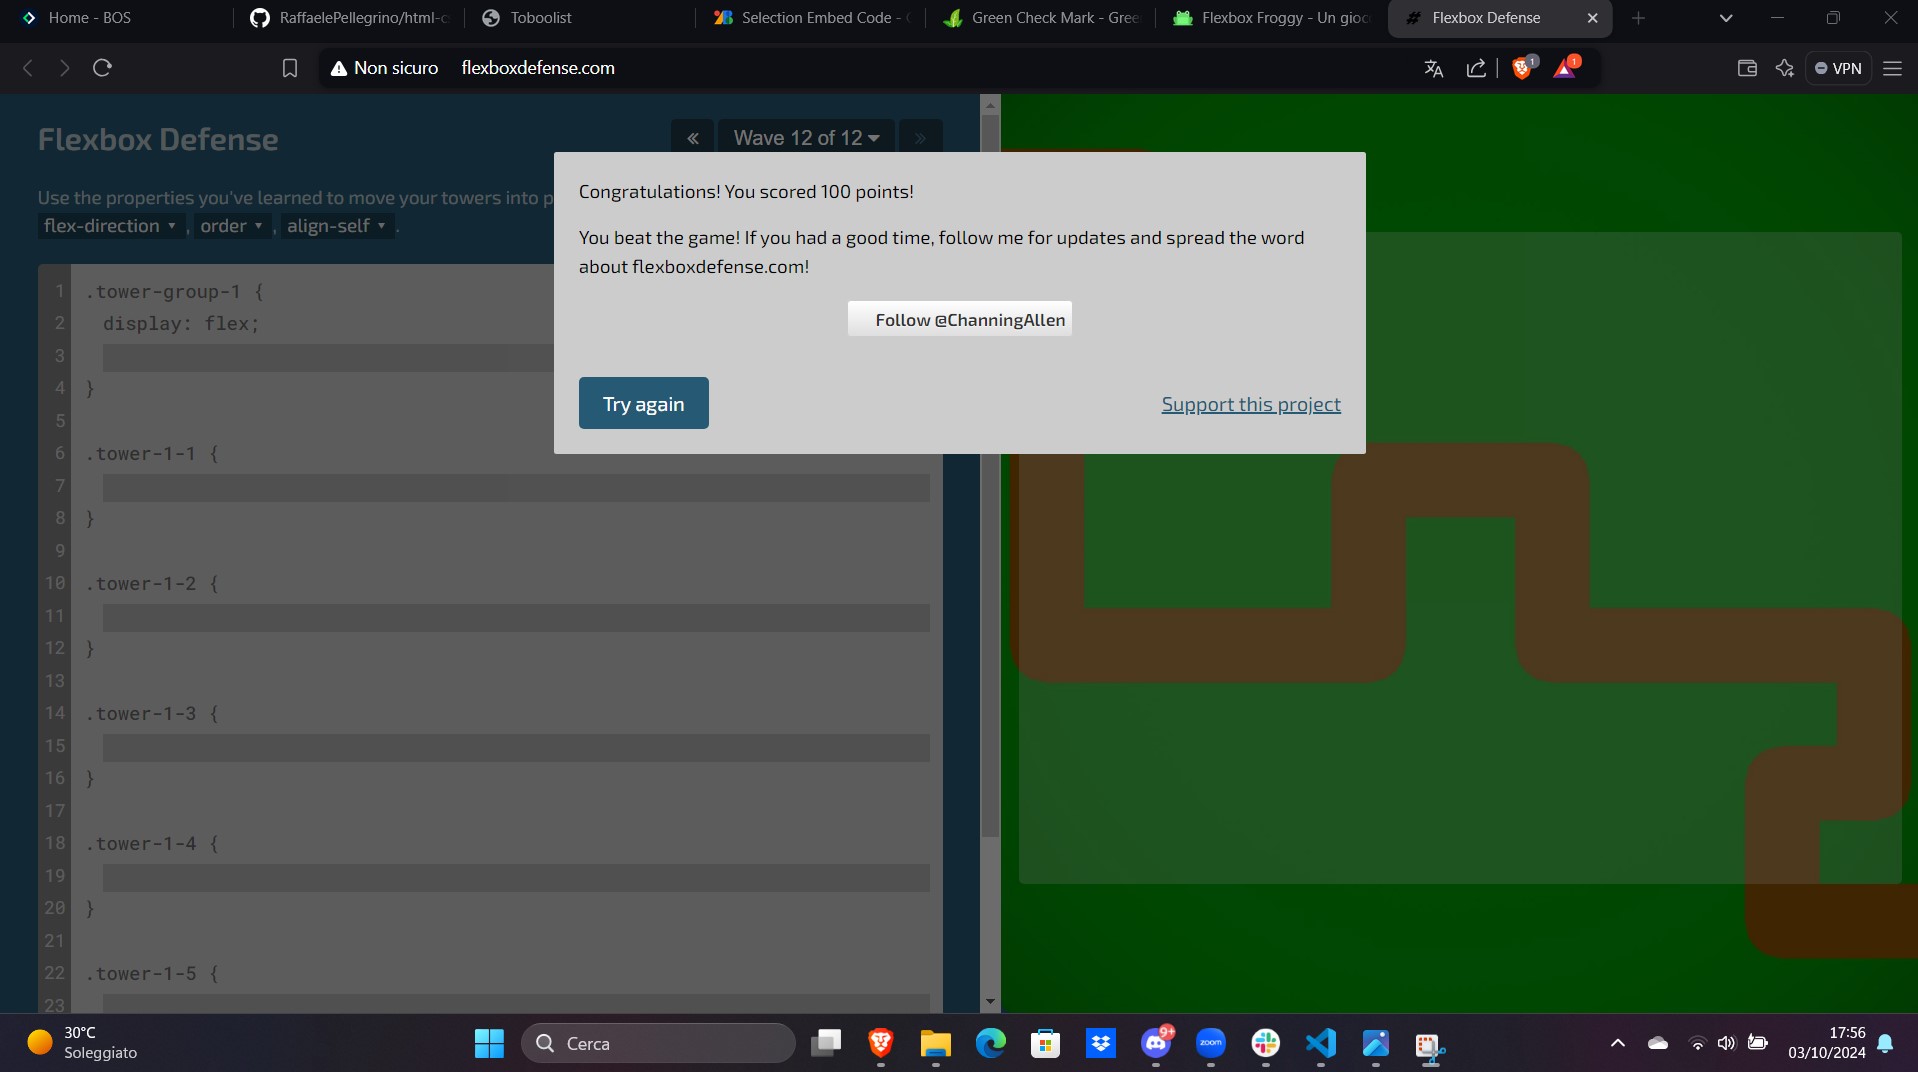 Home - BOS
RaffaelePellegrino/html-c
Toboolist
Selection Embed Code -
Green Check Mark - Gree
Flexbox Froggy - Un gioc
Flexbox Defense
Non sicuro
flexboxdefense.com
1
1
VPN
Flexbox Defense
« Wave 12 of 12 »
Use the properties you've learned to move your towers into p
flex-direction , order , align-self .
Congratulations! You scored 100 points!
You beat the game! If you had a good time, follow me for updates and spread the word
about flexboxdefense.com!
Follow @ChanningAllen
Try again
Support this project
1 .tower-group-1 {
2 display: flex;
3
4 }
5
6 .tower-1-1 {
7
8 }
9
10 .tower-1-2 {
11
12 }
13
14 .tower-1-3 {
15
16 }
17
18 .tower-1-4 {
19
20 }
21
22 .tower-1-5 {
23
30°C
Soleggiato
Cerca
9+
zoom
17:56
03/10/2024